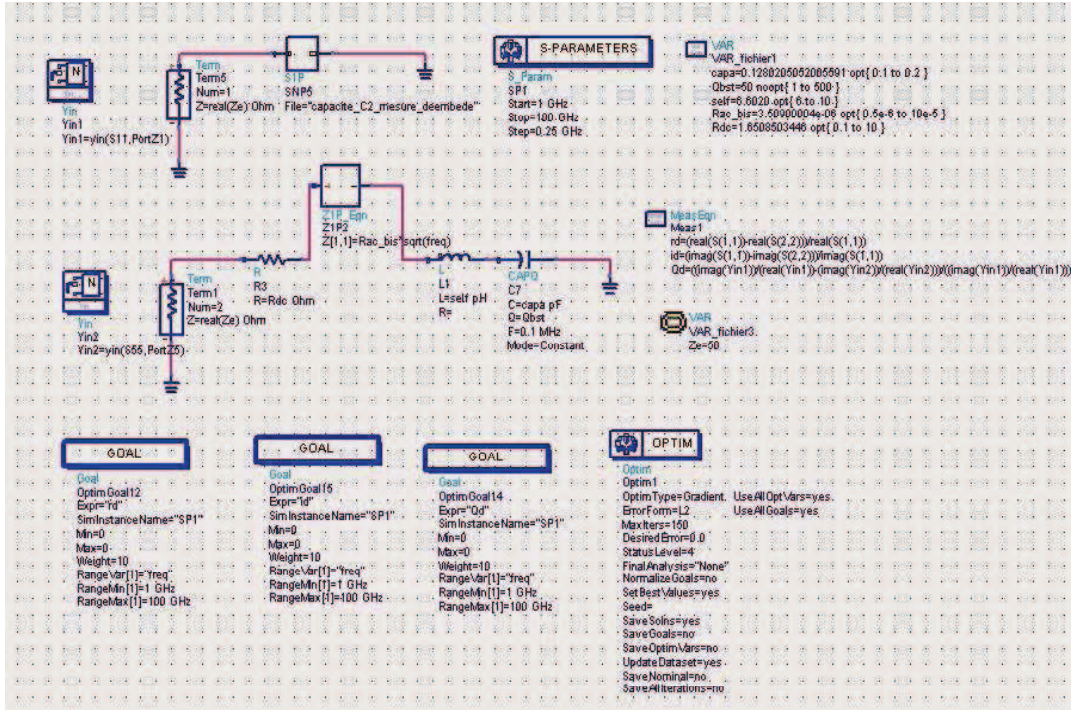 N
Yin
Yin1
Yin1=yin(S11,PortZ1)
Term
Term5
Num=1
Z=real(Ze) Ohm
S1P
SNP5
File="capacite_C2_mesure_deembede"
S-PARAMETERS
S_Param
SP1
Start=1 GHz
Stop=100 GHz
Step=0.25 GHz
VAR
VAR_fichier1
capa=0.1280205052085591 opt{ 0.1 to 0.2 }
Qbst=50 noopt{ 1 to 500 }
self=6.6020 opt{ 6 to 10 }
Rac_bis=3.50900004e-06 opt{ 0.5e-6 to 10e-5 }
Rdc=1.6508503446 opt{ 0.1 to 10 }
N
Yin
Yin2
Yin2=yin(S55,PortZ5)
Term
Term1
Num=2
Z=real(Ze) Ohm
R
R3
R=Rdc Ohm
Z1P_Eqn
Z1P2
Z[1,1]=Rac_bis*sqrt(freq)
L
L1
L=self pH
R=
CAPQ
C7
C=capa pF
Q=Qbst
F=0.1 MHz
Mode=Constant
MeasEqn
Meas1
rd=(real(S(1,1))-real(S(2,2)))/real(S(1,1))
id=(imag(S(1,1))-imag(S(2,2)))/imag(S(1,1))
Qd=((imag(Yin1))/(real(Yin1))-(imag(Yin2))/(real(Yin2)))/((imag(Yin1))/(real(Yin1)))
VAR
VAR_fichier3
Ze=50
GOAL
Goal
OptimGoal12
Expr="rd"
SimInstanceName="SP1"
Min=0
Max=0
Weight=10
RangeVar[1]="freq"
RangeMin[1]=1 GHz
RangeMax[1]=100 GHz
GOAL
Goal
OptimGoal15
Expr="id"
SimInstanceName="SP1"
Min=0
Max=0
Weight=10
RangeVar[1]="freq"
RangeMin[1]=1 GHz
RangeMax[1]=100 GHz
GOAL
Goal
OptimGoal14
Expr="Qd"
SimInstanceName="SP1"
Min=0
Max=0
Weight=10
RangeVar[1]="freq"
RangeMin[1]=1 GHz
RangeMax[1]=100 GHz
OPTIM
Optim
Optim1
OptimType=Gradient UseAllOptVars=yes
ErrorForm=L2 UseAllGoals=yes
MaxIters=150
DesiredError=0.0
StatusLevel=4
FinalAnalysis="None"
NormalizeGoals=no
SetBestValues=yes
Seed=
SaveSolns=yes
SaveGoals=no
SaveOptimVars=no
UpdateDataset=yes
SaveNominal=no
SaveAllIterations=no